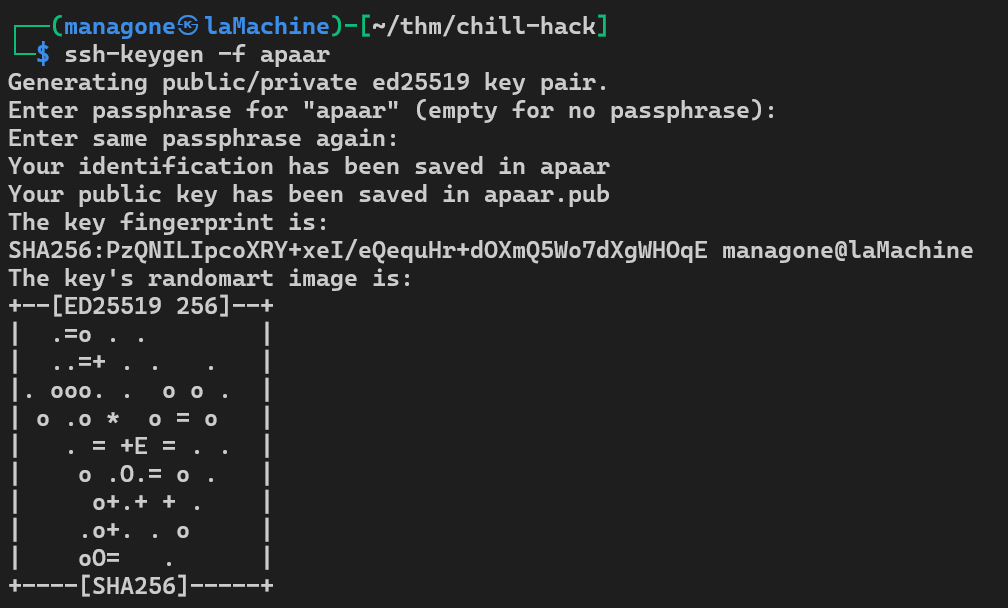 ┌──(managone㉿laMachine)-[~/thm/chill-hack]
└─$ ssh-keygen -f apaar
Generating public/private ed25519 key pair.
Enter passphrase for "apaar" (empty for no passphrase):
Enter same passphrase again:
Your identification has been saved in apaar
Your public key has been saved in apaar.pub
The key fingerprint is:
SHA256:PzQNILIpcoXRY+xeI/eQequHr+dOXmQ5Wo7dXgWHOqE managone@laMachine
The key's randomart image is:
+--[ED25519 256]--+
|  .=o . .        |
|  ..=+ . .   .   |
|. ooo. .  o o .  |
| o .o *  o = o   |
|   . = +E = . .  |
|    o .O.= o .   |
|     o+.+ + .    |
|    .o+. . o     |
|    oO=   .      |
+----[SHA256]-----+